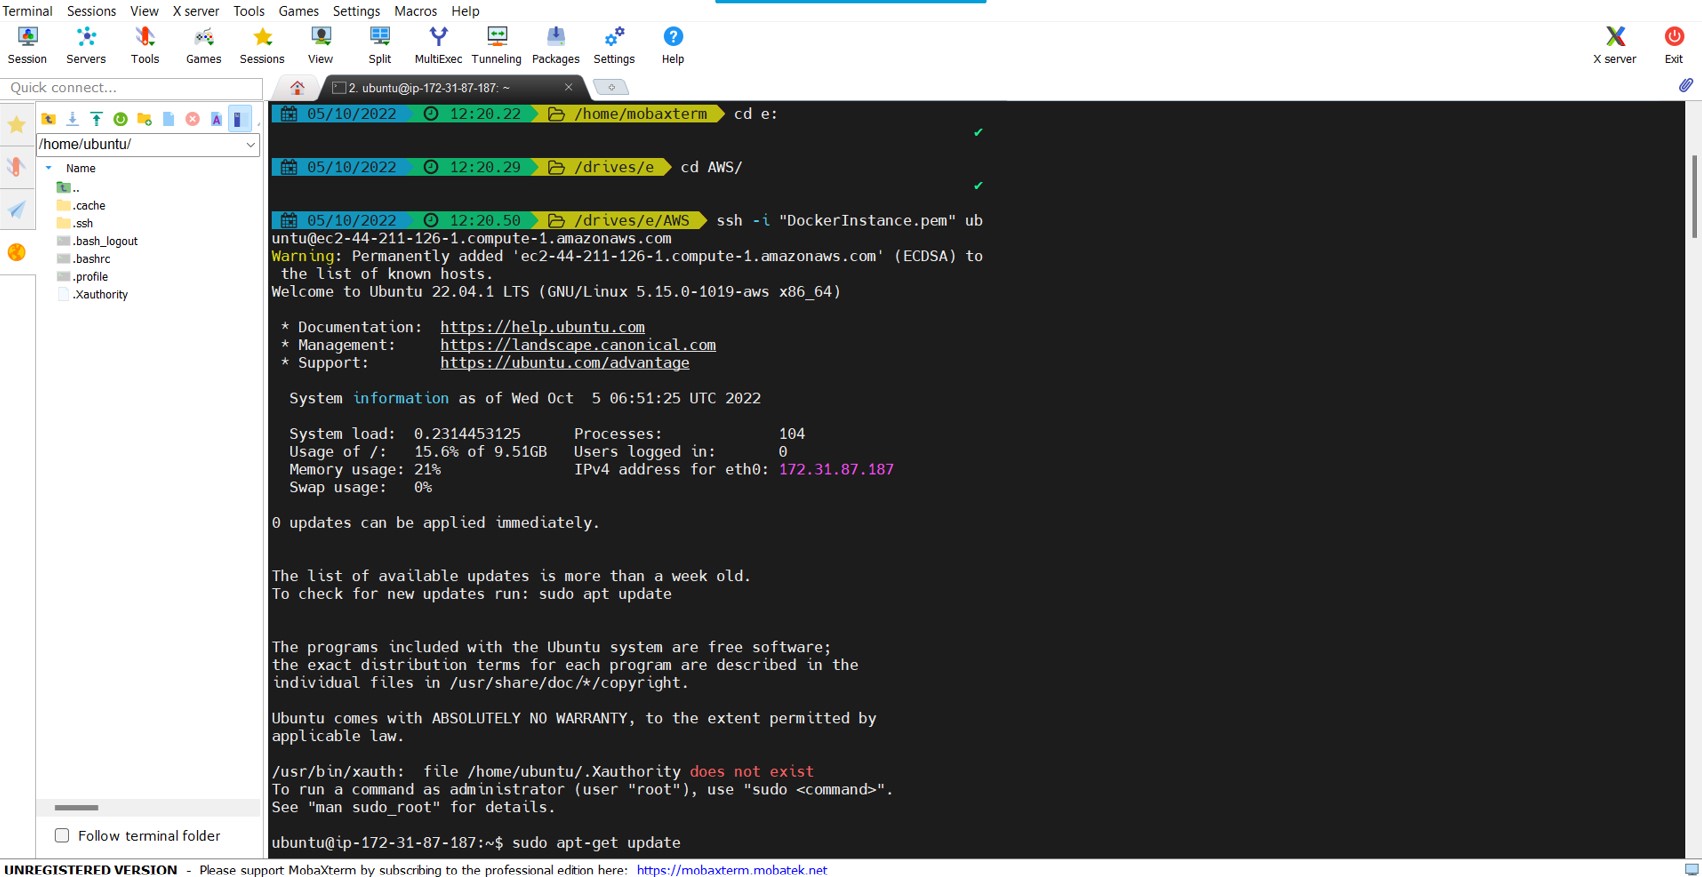 Terminal Sessions View X server Tools Games Settings Macros Help
Session Servers Tools Games Sessions View Split MultiExec Tunneling Packages Settings Help X server Exit
Quick connect...
2. ubuntu@ip-172-31-87-187: ~
/home/ubuntu/
Name
..
.cache
.ssh
.bash_logout
.bashrc
.profile
.Xauthority
Follow terminal folder
05/10/2022 12:20.22 /home/mobaxterm cd e:
✔
05/10/2022 12:20.29 /drives/e cd AWS/
✔
05/10/2022 12:20.50 /drives/e/AWS ssh -i "DockerInstance.pem" ub
untu@ec2-44-211-126-1.compute-1.amazonaws.com
Warning: Permanently added 'ec2-44-211-126-1.compute-1.amazonaws.com' (ECDSA) to
the list of known hosts.
Welcome to Ubuntu 22.04.1 LTS (GNU/Linux 5.15.0-1019-aws x86_64)
* Documentation: https://help.ubuntu.com
* Management: https://landscape.canonical.com
* Support: https://ubuntu.com/advantage
System information as of Wed Oct  5 06:51:25 UTC 2022
System load: 0.2314453125 Processes: 104
Usage of /: 15.6% of 9.51GB Users logged in: 0
Memory usage: 21% IPv4 address for eth0: 172.31.87.187
Swap usage: 0%
0 updates can be applied immediately.
The list of available updates is more than a week old.
To check for new updates run: sudo apt update
The programs included with the Ubuntu system are free software;
the exact distribution terms for each program are described in the
individual files in /usr/share/doc/*/copyright.
Ubuntu comes with ABSOLUTELY NO WARRANTY, to the extent permitted by
applicable law.
/usr/bin/xauth:  file /home/ubuntu/.Xauthority does not exist
To run a command as administrator (user "root"), use "sudo <command>".
See "man sudo_root" for details.
ubuntu@ip-172-31-87-187:~$ sudo apt-get update
UNREGISTERED VERSION - Please support MobaXterm by subscribing to the professional edition here: https://mobaxterm.mobatek.net